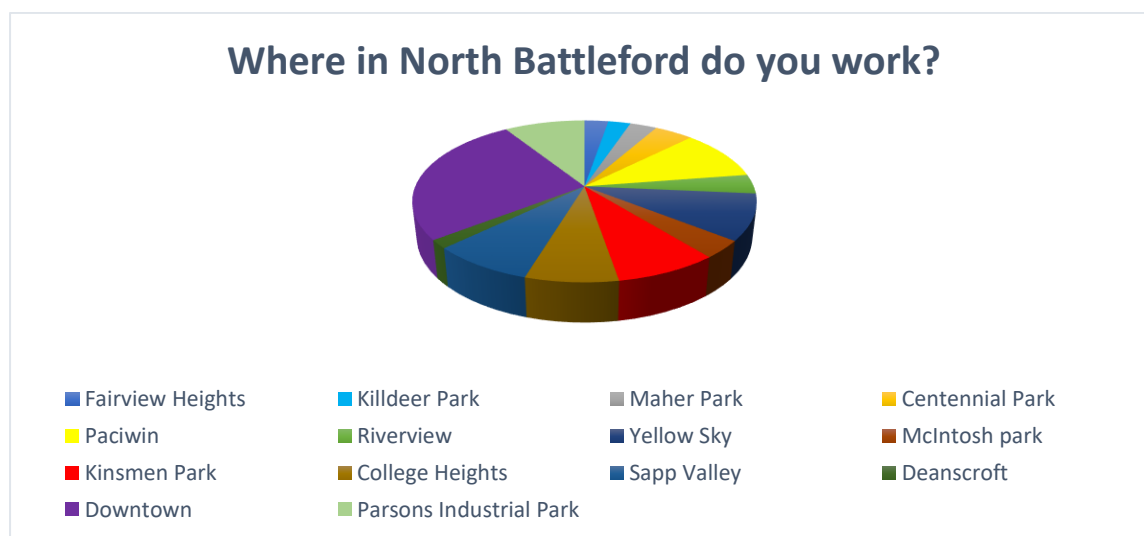 Where in North Battleford do you work?
Fairview Heights Killdeer Park Maher Park Centennial Park
Paciwin Riverview Yellow Sky McIntosh park
Kinsmen Park College Heights Sapp Valley Deanscroft
Downtown Parsons Industrial Park